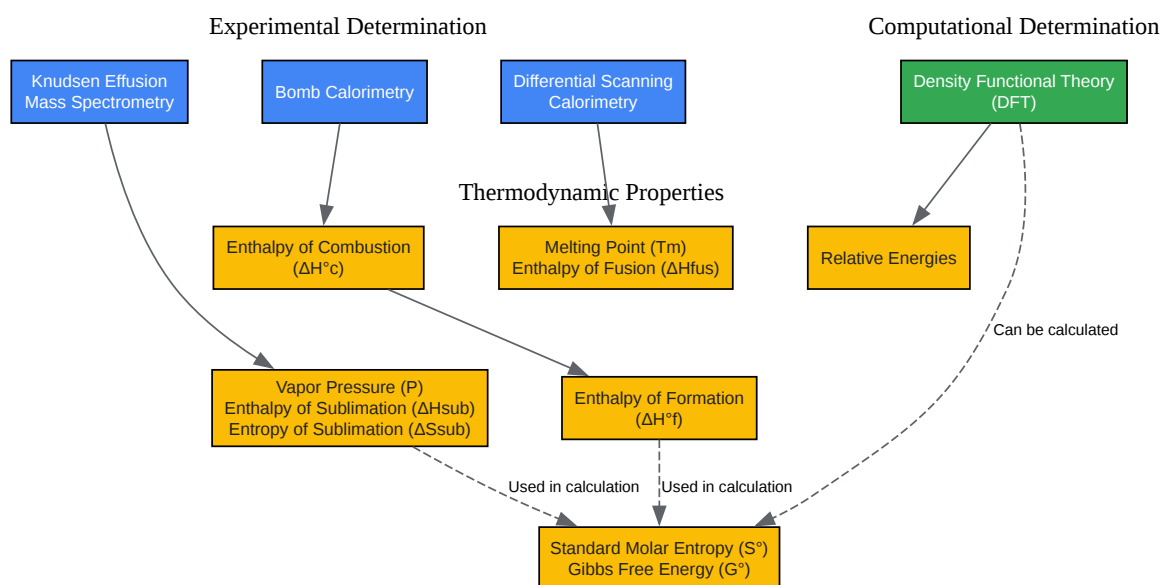 Experimental Determination
Computational Determination
Knudsen Effusion
Mass Spectrometry
Bomb Calorimetry
Differential Scanning
Calorimetry
Density Functional Theory
(DFT)
Thermodynamic Properties
Enthalpy of Combustion
(ΔH°c)
Melting Point (Tm)
Enthalpy of Fusion (ΔHfus)
Relative Energies
Can be calculated
Vapor Pressure (P)
Enthalpy of Sublimation (ΔHsub)
Entropy of Sublimation (ΔSsub)
Enthalpy of Formation
(ΔH°f)
Used in calculation
Used in calculation
Standard Molar Entropy (S°)
Gibbs Free Energy (G°)